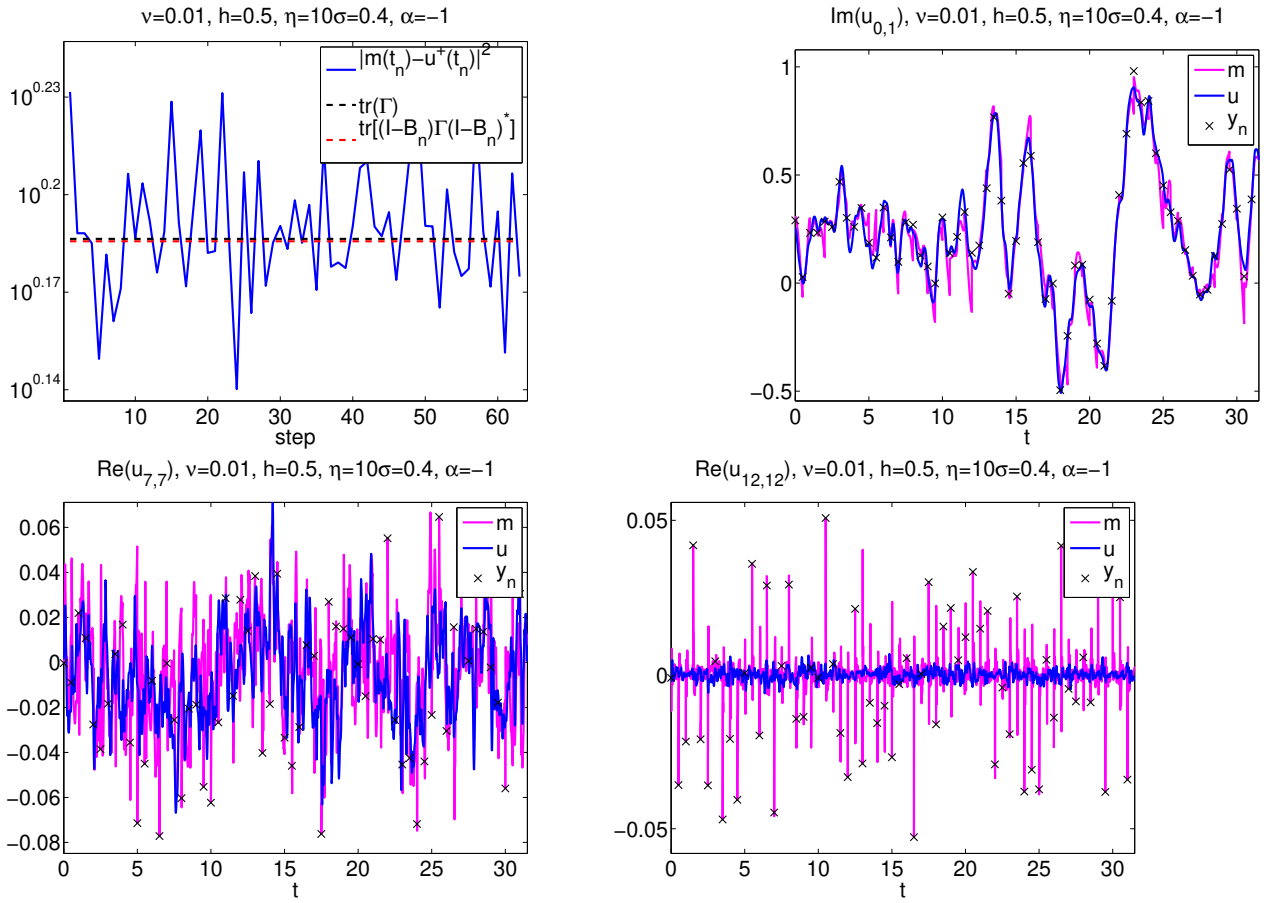 ν=0.01, h=0.5, η=10σ=0.4, α=−1
|m(t_n)−u^+(t_n)|^2
tr(Γ)
tr[(I−B_n)Γ(I−B_n)^*]
10^0.23
10^0.2
10^0.17
10^0.14
10 20 30 40 50 60
step
Im(u_0,1), ν=0.01, h=0.5, η=10σ=0.4, α=−1
m
u
y_n
1
0.5
0
−0.5
0 5 10 15 20 25 30
t
Re(u_7,7), ν=0.01, h=0.5, η=10σ=0.4, α=−1
m
u
y_n
0.06
0.04
0.02
0
−0.02
−0.04
−0.06
−0.08
0 5 10 15 20 25 30
t
Re(u_12,12), ν=0.01, h=0.5, η=10σ=0.4, α=−1
m
u
y_n
0.05
0
−0.05
0 5 10 15 20 25 30
t